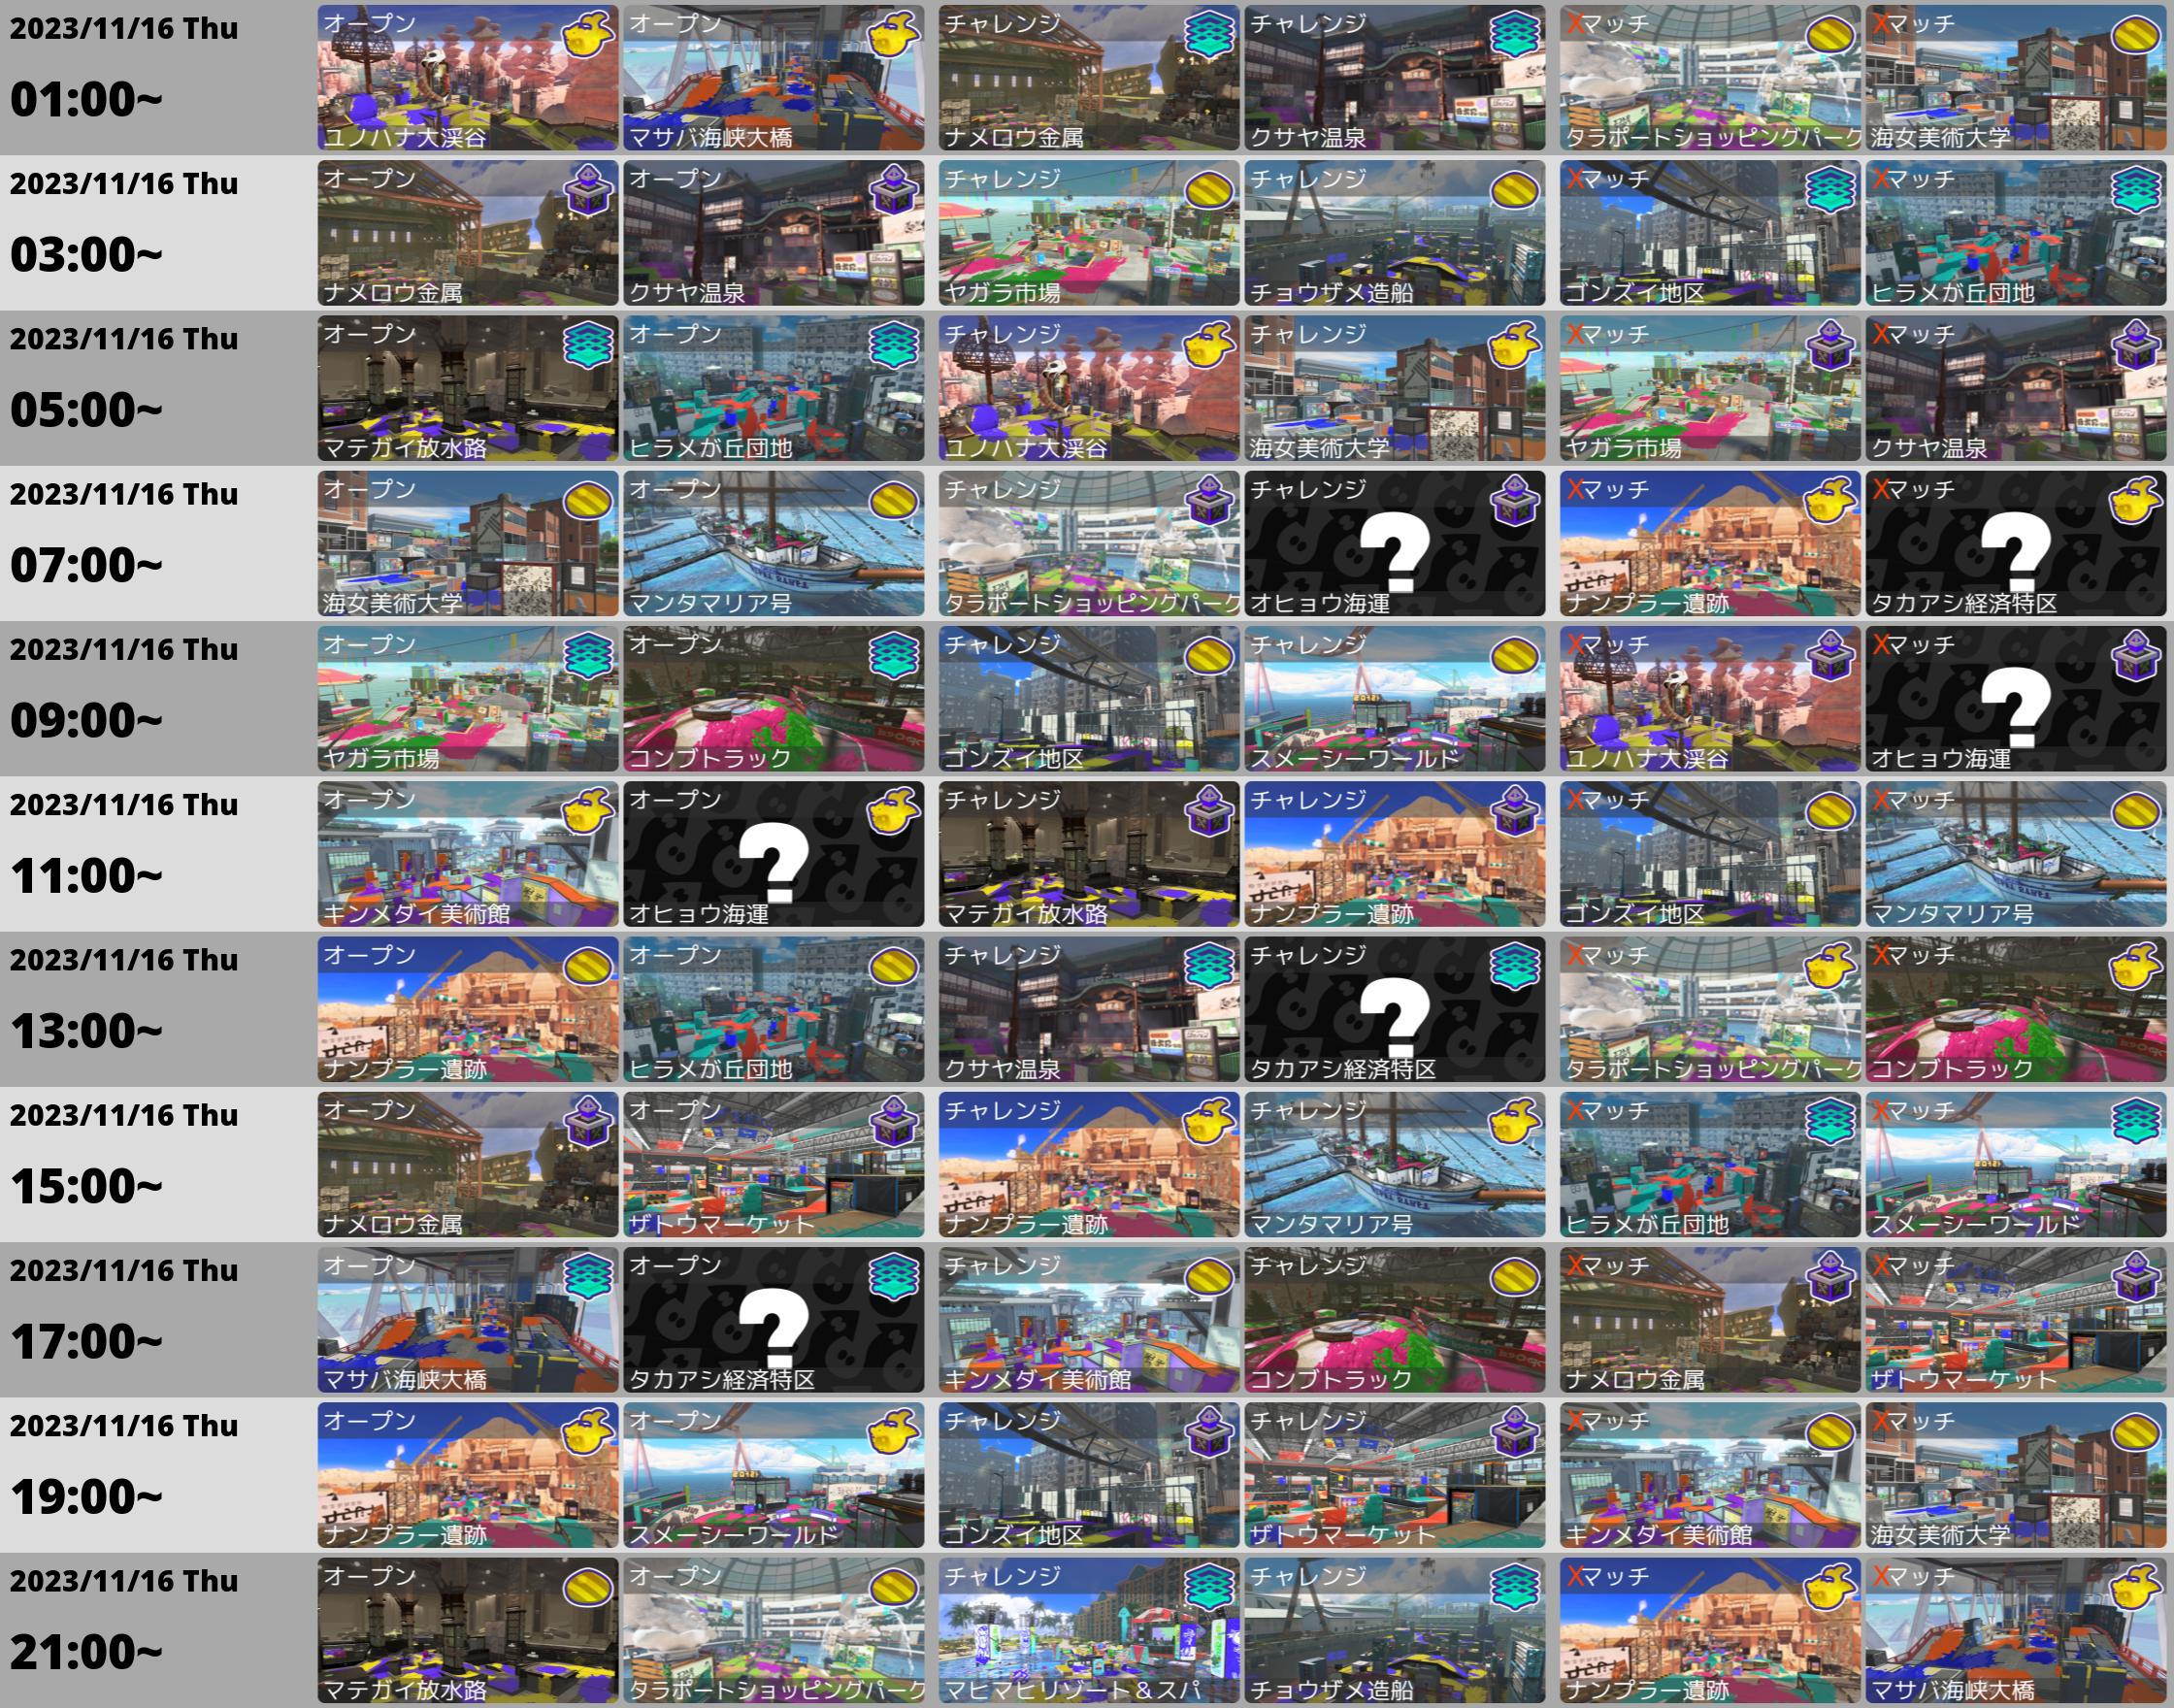 2023/11/16 Thu
01:00~
オープン
ユノハナ大渓谷
オープン
マサバ海峡大橋
チャレンジ
ナメロウ金属
チャレンジ
クサヤ温泉
Xマッチ
タラポートショッピングパーク
Xマッチ
海女美術大学
2023/11/16 Thu
03:00~
オープン
ナメロウ金属
オープン
クサヤ温泉
チャレンジ
ヤガラ市場
チャレンジ
チョウザメ造船
Xマッチ
ゴンズイ地区
Xマッチ
ヒラメが丘団地
2023/11/16 Thu
05:00~
オープン
マテガイ放水路
オープン
ヒラメが丘団地
チャレンジ
ユノハナ大渓谷
チャレンジ
海女美術大学
Xマッチ
ヤガラ市場
Xマッチ
クサヤ温泉
2023/11/16 Thu
07:00~
オープン
海女美術大学
オープン
マンタマリア号
チャレンジ
タラポートショッピングパーク
チャレンジ
?
オヒョウ海運
Xマッチ
ナンプラー遺跡
Xマッチ
?
タカアシ経済特区
2023/11/16 Thu
09:00~
オープン
ヤガラ市場
オープン
コンブトラック
チャレンジ
ゴンズイ地区
チャレンジ
スメーシーワールド
Xマッチ
ユノハナ大渓谷
Xマッチ
?
オヒョウ海運
2023/11/16 Thu
11:00~
オープン
キンメダイ美術館
オープン
?
オヒョウ海運
チャレンジ
マテガイ放水路
チャレンジ
ナンプラー遺跡
Xマッチ
ゴンズイ地区
Xマッチ
マンタマリア号
2023/11/16 Thu
13:00~
オープン
ナンプラー遺跡
オープン
ヒラメが丘団地
チャレンジ
クサヤ温泉
チャレンジ
?
タカアシ経済特区
Xマッチ
タラポートショッピングパーク
Xマッチ
コンブトラック
2023/11/16 Thu
15:00~
オープン
ナメロウ金属
オープン
ザトウマーケット
チャレンジ
ナンプラー遺跡
チャレンジ
マンタマリア号
Xマッチ
ヒラメが丘団地
Xマッチ
スメーシーワールド
2023/11/16 Thu
17:00~
オープン
マサバ海峡大橋
オープン
?
タカアシ経済特区
チャレンジ
キンメダイ美術館
チャレンジ
コンブトラック
Xマッチ
ナメロウ金属
Xマッチ
ザトウマーケット
2023/11/16 Thu
19:00~
オープン
ナンプラー遺跡
オープン
スメーシーワールド
チャレンジ
ゴンズイ地区
チャレンジ
ザトウマーケット
Xマッチ
キンメダイ美術館
Xマッチ
海女美術大学
2023/11/16 Thu
21:00~
オープン
マテガイ放水路
オープン
タラポートショッピングパーク
チャレンジ
マヒマヒリゾート＆スパ
チャレンジ
チョウザメ造船
Xマッチ
ナンプラー遺跡
Xマッチ
マサバ海峡大橋